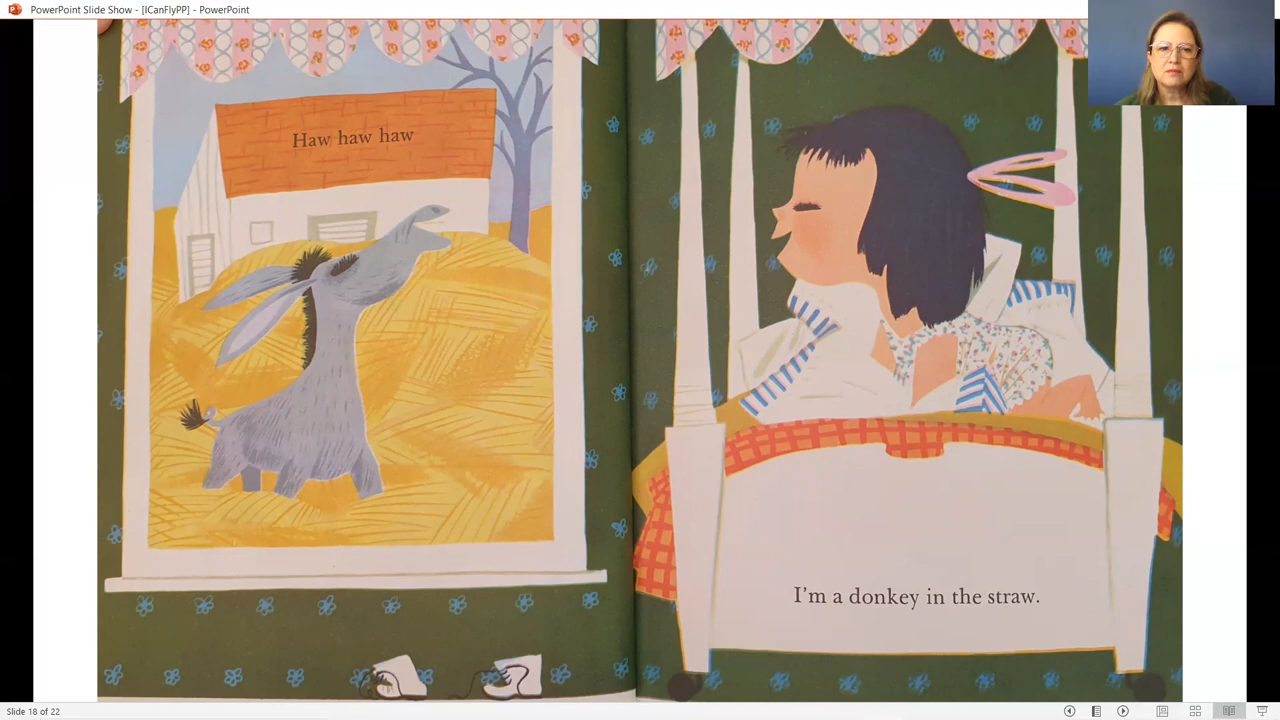 PowerPoint Slide Show - [ICanFlyPP] - PowerPoint
Haw haw haw
I'm a donkey in the straw.
Slide 18 of 22